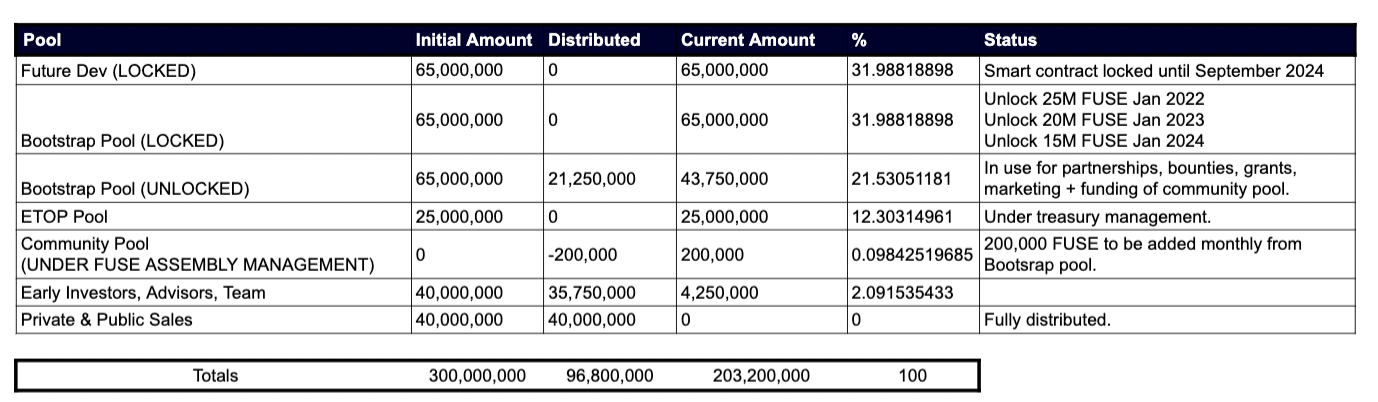 Pool Initial Amount Distributed Current Amount % Status
Future Dev (LOCKED) 65,000,000 0 65,000,000 31.98818898 Smart contract locked until September 2024
Bootstrap Pool (LOCKED) 65,000,000 0 65,000,000 31.98818898 Unlock 25M FUSE Jan 2022
Unlock 20M FUSE Jan 2023
Unlock 15M FUSE Jan 2024
Bootstrap Pool (UNLOCKED) 65,000,000 21,250,000 43,750,000 21.53051181 In use for partnerships, bounties, grants,
marketing + funding of community pool.
ETOP Pool 25,000,000 0 25,000,000 12.30314961 Under treasury management.
Community Pool
(UNDER FUSE ASSEMBLY MANAGEMENT) 0 -200,000 200,000 0.09842519685 200,000 FUSE to be added monthly from
Bootsrap pool.
Early Investors, Advisors, Team 40,000,000 35,750,000 4,250,000 2.091535433
Private & Public Sales 40,000,000 40,000,000 0 0 Fully distributed.
Totals 300,000,000 96,800,000 203,200,000 100